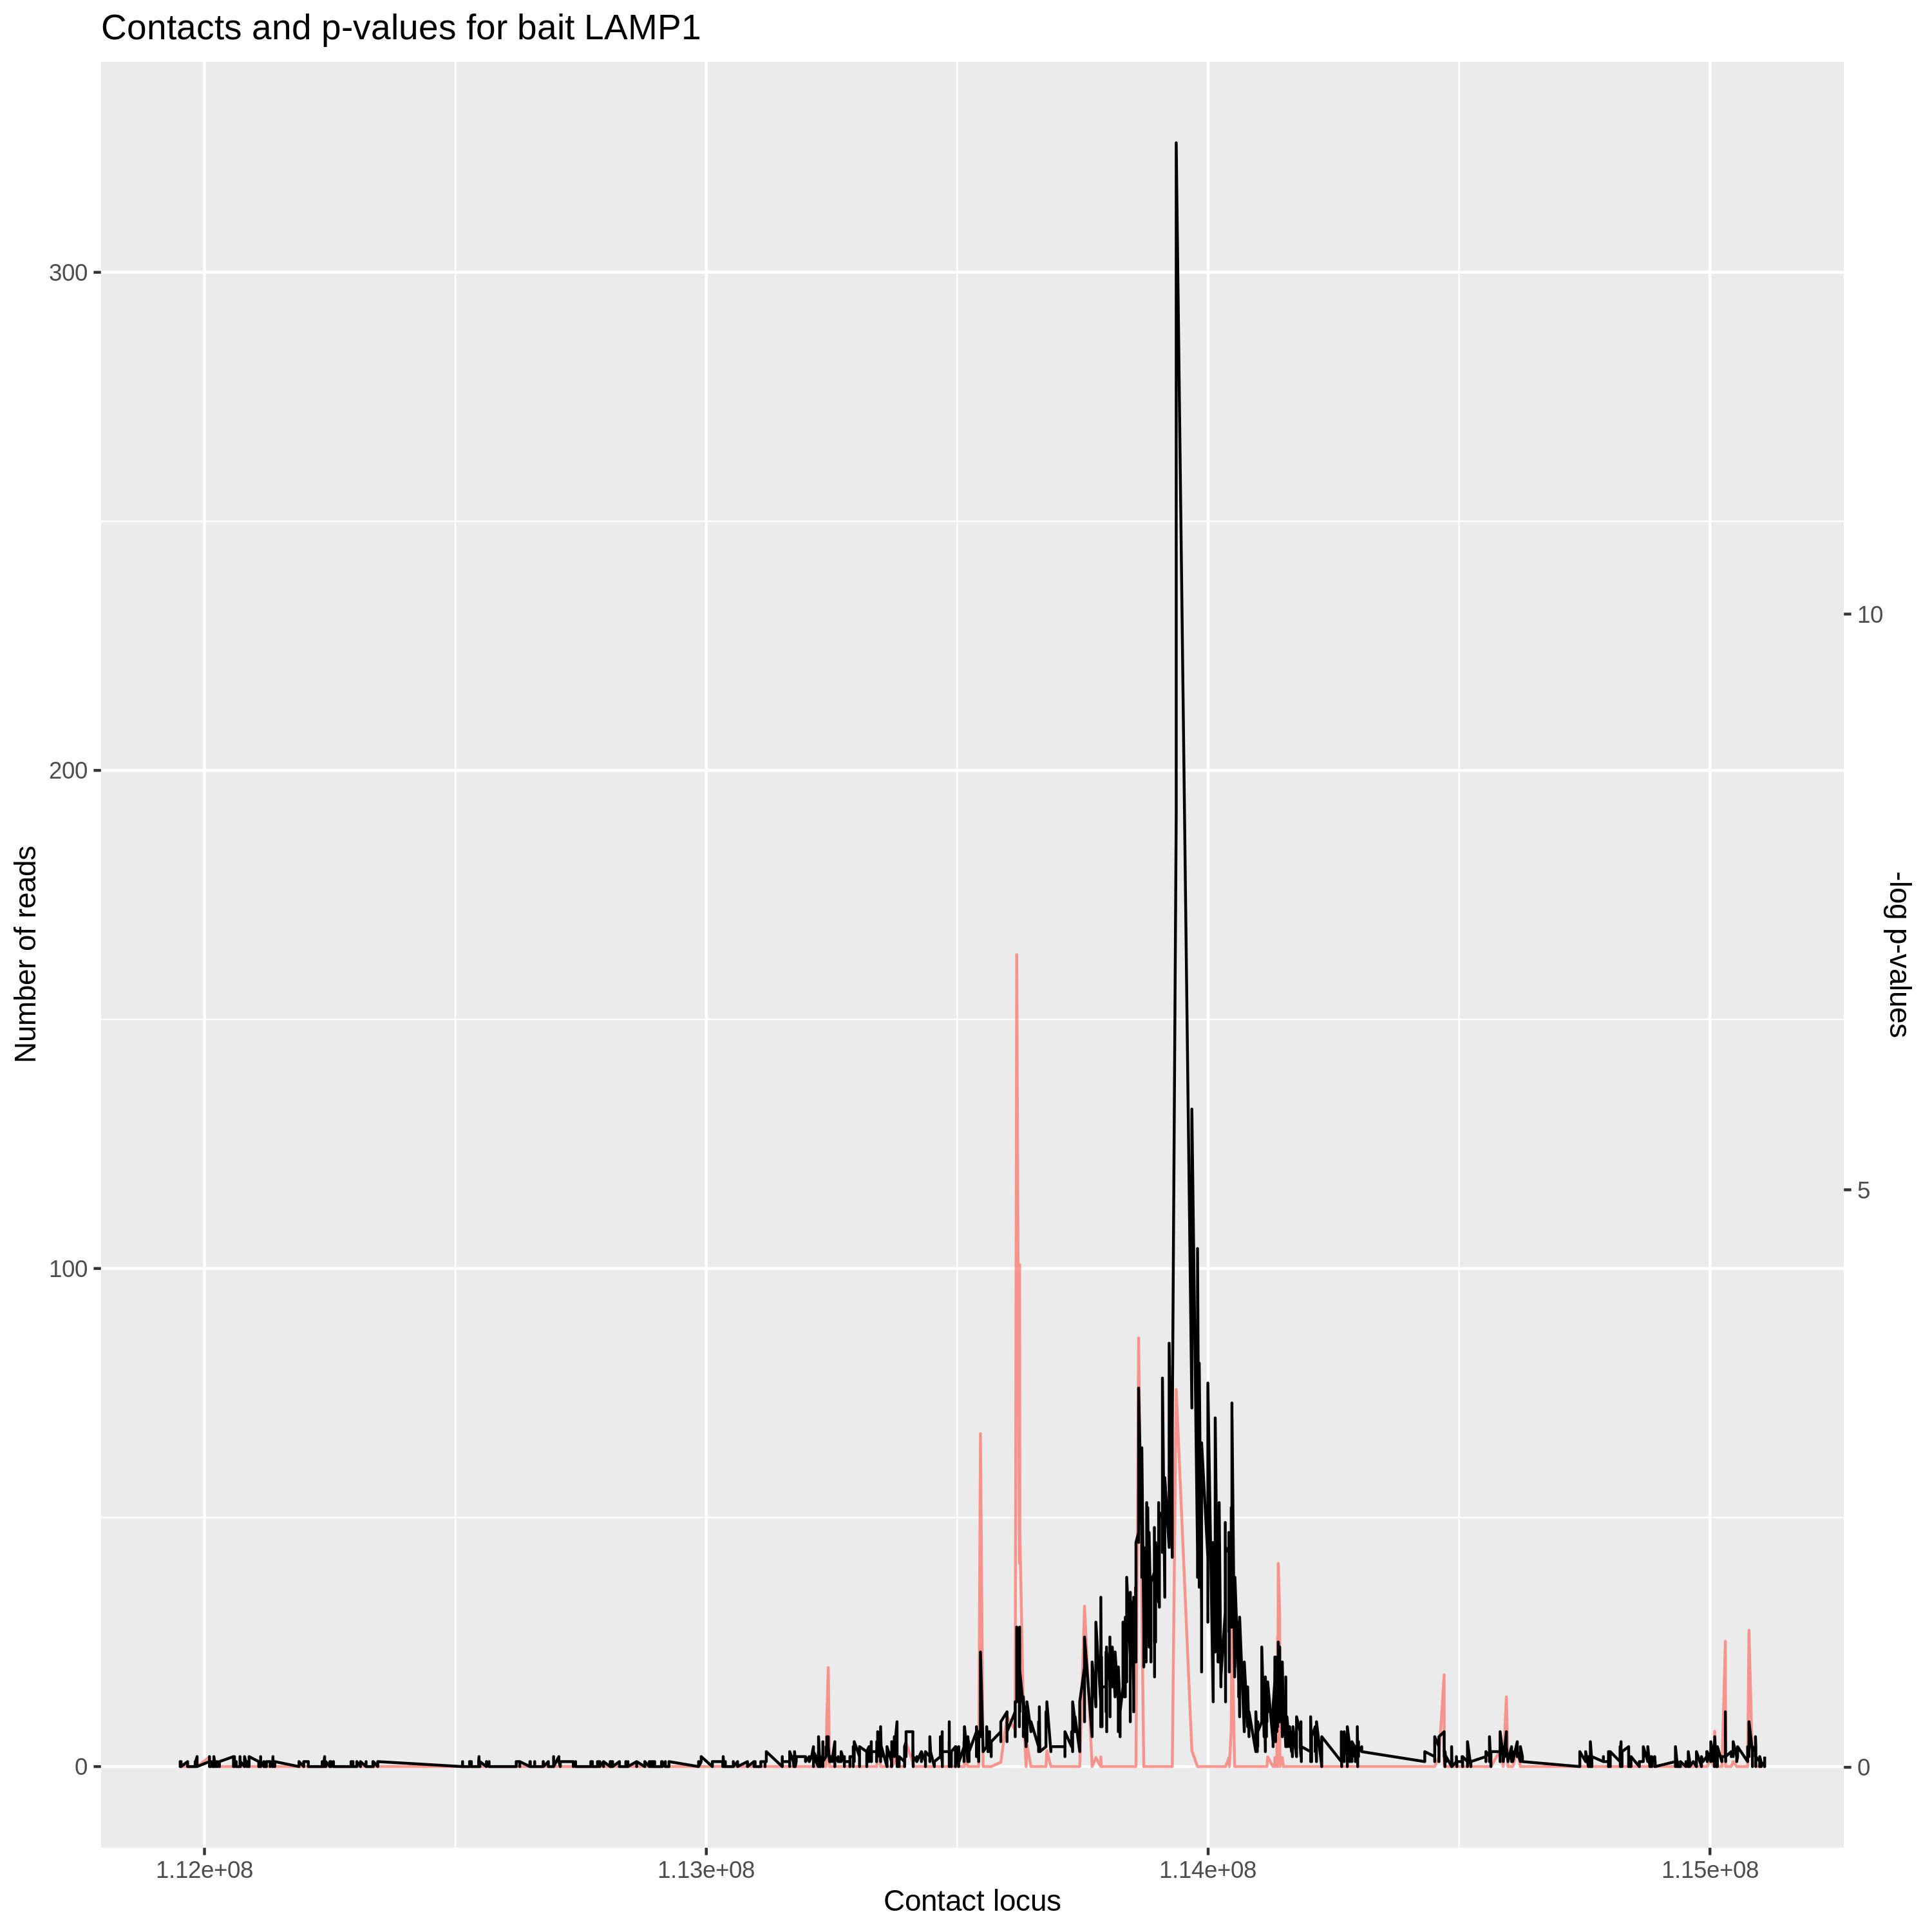 Contacts and p-values for bait LAMP1
300
200
100
0
Number of reads
10
5
0
-log p-values
1.12e+08
1.13e+08
1.14e+08
1.15e+08
Contact locus